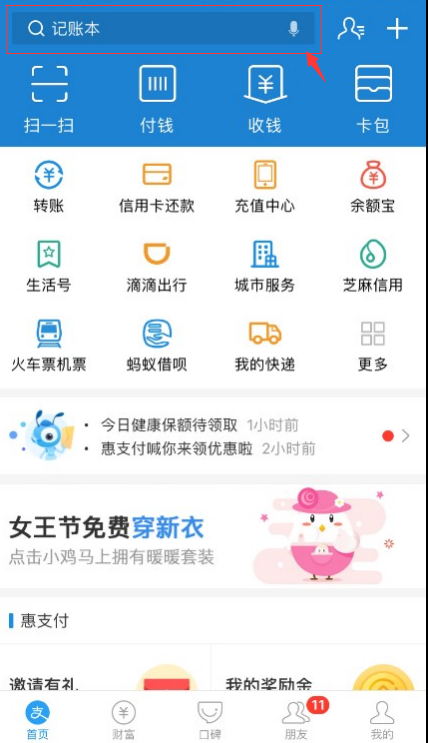 记账本
扫一扫 付钱 收钱 卡包
转账 信用卡还款 充值中心 余额宝
生活号 滴滴出行 城市服务 芝麻信用
火车票机票 蚂蚁借呗 我的快递 更多
· 今日健康保额待领取 1小时前
· 惠支付喊你来领优惠啦 2小时前
女王节免费穿新衣
点击小鸡马上拥有暖暖套装
惠支付
邀请有礼 我的奖励金
支 11
首页 财富 口碑 朋友 我的